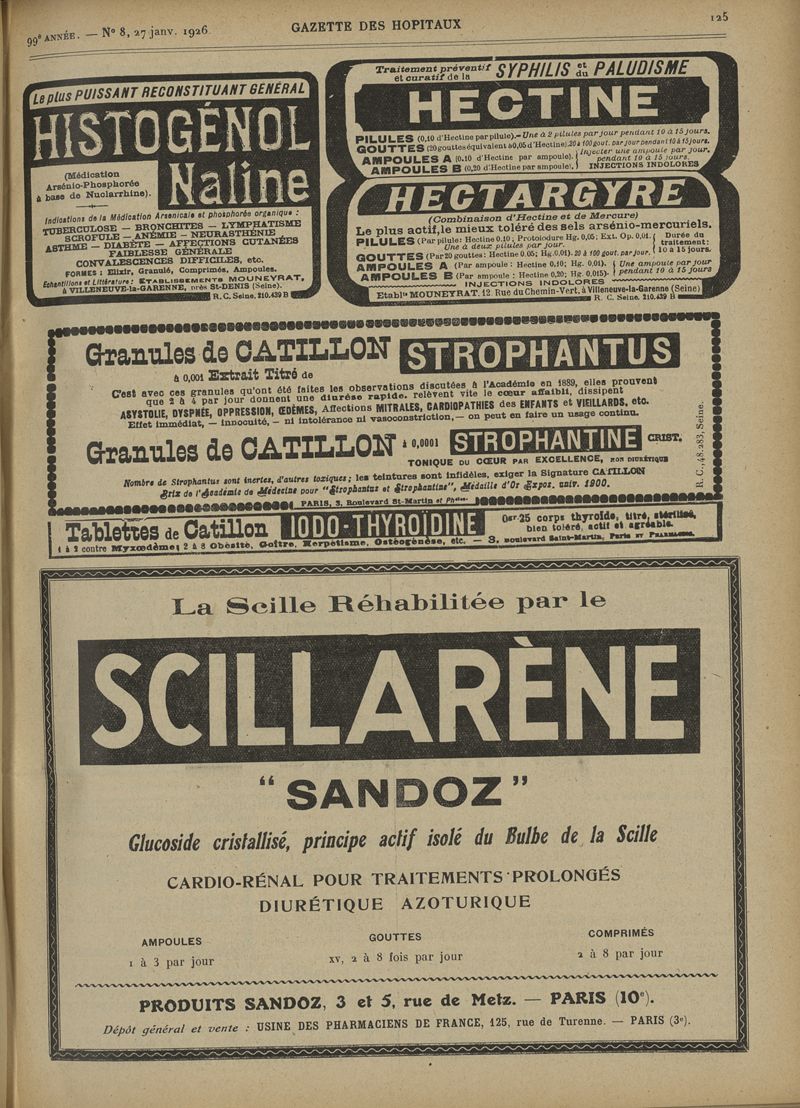 99e ANNÉE. — N° 8, 27 janv. 1926
GAZETTE DES HOPITAUX
125
Le plus PUISSANT RECONSTITUANT GÉNÉRAL
HISTOGÉNOL
Naline
(Médication
Arsénio-Phosphorée
à base de Nuclarrhine).
Indications de la Médication Arsenicale et phosphorée organique :
TUBERCULOSE — BRONCHITES — LYMPHATISME
SCROFULE — ANÉMIE — NEURASTHÉNIE
ASTHME — DIABÈTE — AFFECTIONS CUTANÉES
FAIBLESSE GÉNÉRALE
CONVALESCENCES DIFFICILES, etc.
FORMES : Elixir, Granulé, Comprimés, Ampoules.
Echantillons et Littérature : ETABLISSEMENTS MOUNEYRAT,
à VILLENEUVE-la-GARENNE, près St-DENIS (Seine).
R.C. Seine, 210.439 B
Traitement préventif et curatif de la SYPHILIS et du PALUDISME
HECTINE
PILULES (0,10 d'Hectine par pilule).— Une à 2 pilules par jour pendant 10 à 15 jours.
GOUTTES (20 gouttes équivalent à 0,05 d'Hectine). 20 à 100 gout. par jour pendant 10 à 15 jours.
AMPOULES A (0.10 d'Hectine par ampoule). Injecter une ampoule par jour,
AMPOULES B (0,20 d'Hectine par ampoule). pendant 10 à 15 jours.
INJECTIONS INDOLORES
HECTARGYRE
(Combinaison d'Hectine et de Mercure)
Le plus actif, le mieux toléré des sels arsénio-mercuriels.
PILULES (Par pilule: Hectine 0.10; Protoiodure Hg. 0,05; Ext. Op. 0,01.
Une à deux pilules par jour.
GOUTTES (Par 20 gouttes: Hectine 0.05; Hg. 0,01). 20 à 100 gout. par jour.
Durée du
traitement:
10 à 15 jours.
AMPOULES A (Par ampoule: Hectine 0,10; Hg. 0,01). Une ampoule par jour
AMPOULES B (Par ampoule : Hectine 0,20; Hg. 0,015). pendant 10 à 15 jours
INJECTIONS INDOLORES
Etablts MOUNEYRAT, 12 Rue du Chemin-Vert, à Villeneuve-la-Garenne (Seine)
R. C. Seine, 210.439 B
Granules de CATILLON STROPHANTUS
à 0,001 Extrait Titré de
C'est avec ces granules qu'ont été faites les observations discutées à l'Académie en 1889, elles prouvent
que 2 à 4 par jour donnent une diurèse rapide, relèvent vite le cœur affaibli, dissipent
ASYSTOLIE, DYSPNÉE, OPPRESSION, ŒDÈMES, Affections MITRALES, CARDIOPATHIES des ENFANTS et VIEILLARDS, etc.
Effet immédiat, — innocuité, — ni intolérance ni vasoconstriction, — on peut en faire un usage continu.
Granules de CATILLON à 0,0001 STROPHANTINE CRIST.
TONIQUE DU CŒUR PAR EXCELLENCE, NON DIURÉTIQUE
Nombre de Strophantus sont inertes, d'autres toxiques; les teintures sont infidèles, exiger la Signature CATILLON
Prix de l'Académie de Médecine pour "Strophantus et Strophantine", Médaille d'Or Expos. univ. 1900.
PARIS, 3, Boulevard St-Martin et Phies.
R. C., 48.283, Seine.
Tablettes de Catillon IODO-THYROÏDINE
0gr25 corps thyroïde, titré, stérilisé,
bien toléré, actif et agréable.
1 à 2 contre Myxœdème; 2 à 8 Obésité, Goître, Herpétisme, Ostéogénèse, etc. — 3, Boulevard Saint-Martin, Paris et PHARMACIES.
La Scille Réhabilitée par le
SCILLARÈNE
"SANDOZ"
Glucoside cristallisé, principe actif isolé du Bulbe de la Scille
CARDIO-RÉNAL POUR TRAITEMENTS PROLONGÉS
DIURÉTIQUE AZOTURIQUE
AMPOULES
1 à 3 par jour
GOUTTES
XV, 2 à 8 fois par jour
COMPRIMÉS
2 à 8 par jour
PRODUITS SANDOZ, 3 et 5, rue de Metz. — PARIS (10e).
Dépôt général et vente : USINE DES PHARMACIENS DE FRANCE, 125, rue de Turenne. — PARIS (3e).